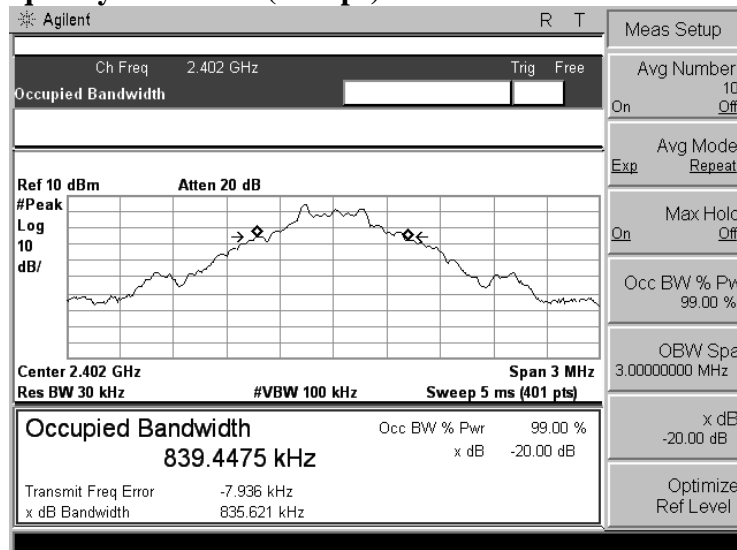 Agilent R T
Ch Freq 2.402 GHz Trig Free
Occupied Bandwidth
Ref 10 dBm Atten 20 dB
#Peak
Log
10
dB/
Center 2.402 GHz Span 3 MHz
Res BW 30 kHz #VBW 100 kHz Sweep 5 ms (401 pts)
Occupied Bandwidth
839.4475 kHz
Occ BW % Pwr 99.00 %
x dB -20.00 dB
Transmit Freq Error -7.936 kHz
x dB Bandwidth 835.621 kHz
Meas Setup
Avg Number
10
On Off
Avg Mode
Exp Repeat
Max Hold
On Off
Occ BW % Pw
99.00 %
OBW Spa
3.00000000 MHz
x dB
-20.00 dB
Optimize
Ref Level